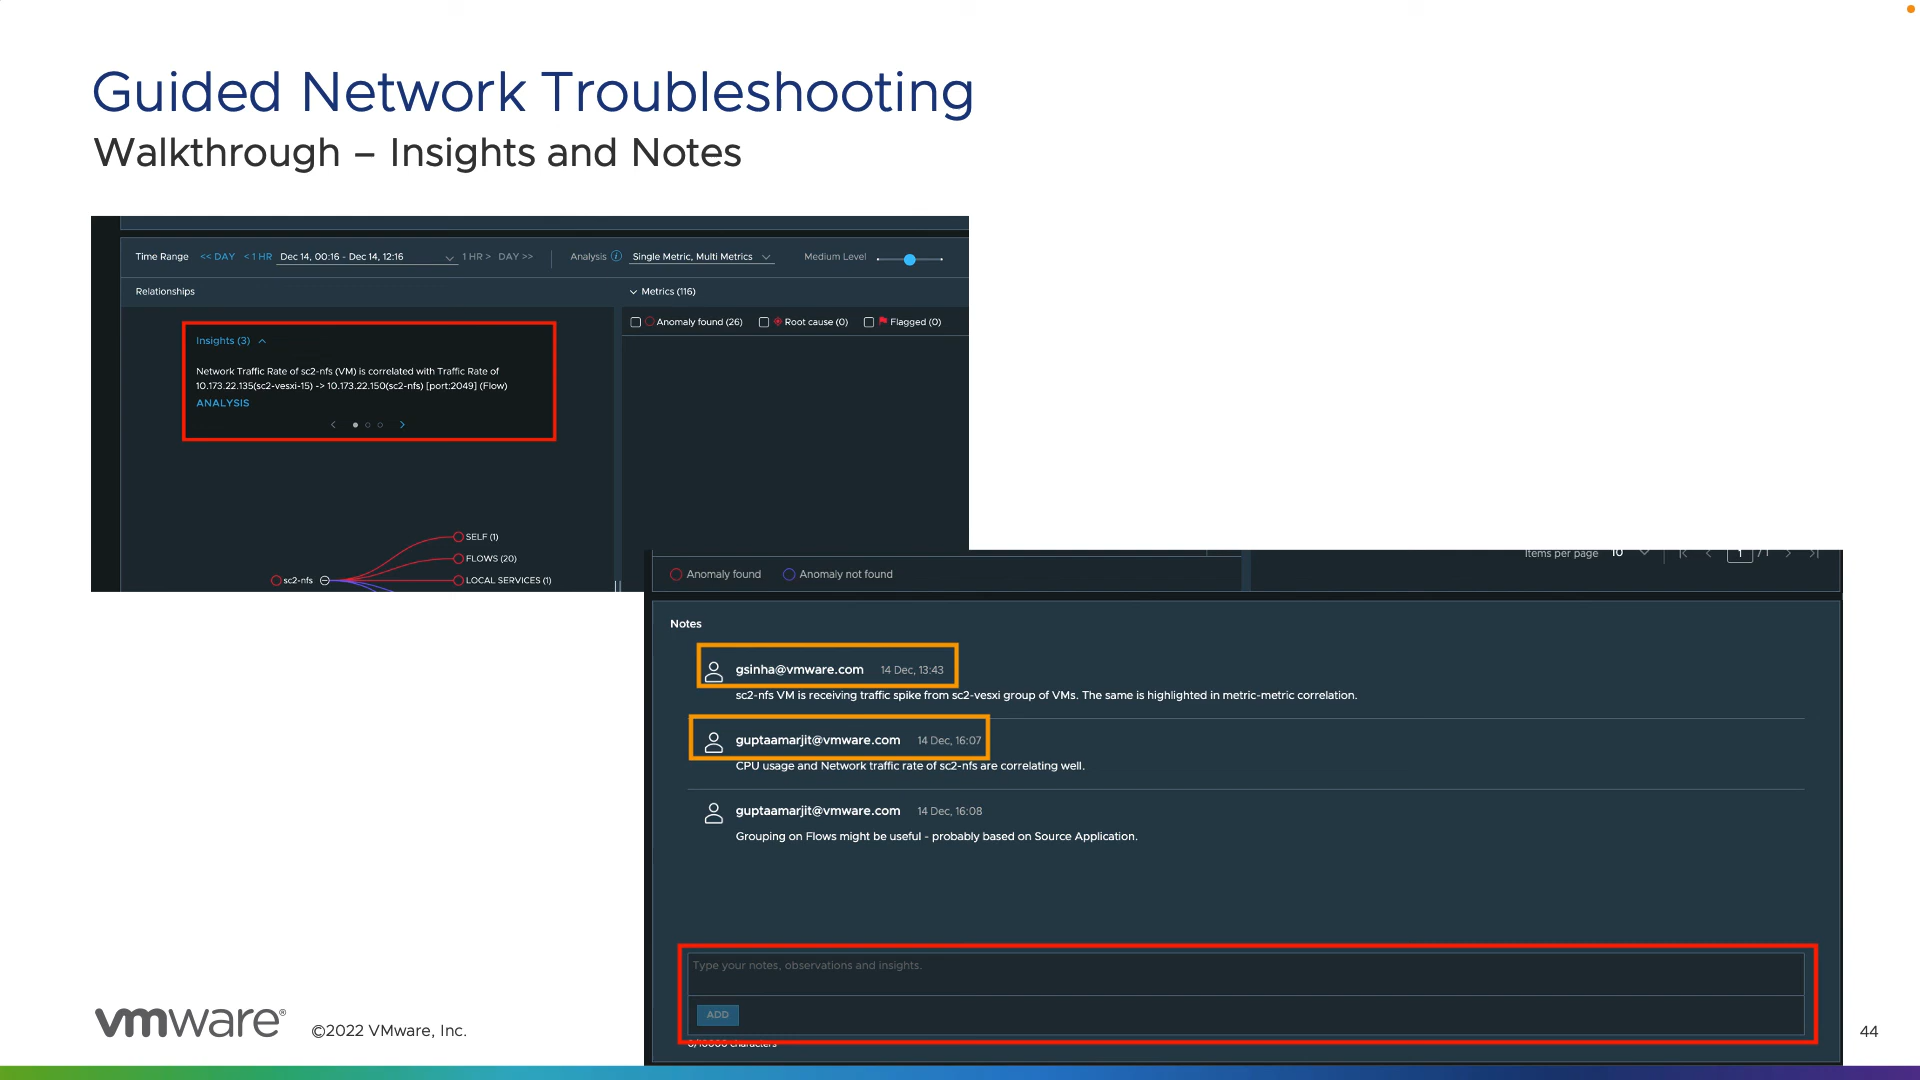 Guided Network Troubleshooting
Walkthrough – Insights and Notes
Time Range << DAY < 1 HR Dec 14, 00:16 - Dec 14, 12:16 1 HR > DAY >> Analysis Single Metric, Multi Metrics Medium Level
Relationships
Metrics (116)
Anomaly found (26) Root cause (0) Flagged (0)
Insights (3)
Network Traffic Rate of sc2-nfs (VM) is correlated with Traffic Rate of
10.173.22.135(sc2-vesxi-15) -> 10.173.22.150(sc2-nfs) [port:2049] (Flow)
ANALYSIS
SELF (1)
FLOWS (20)
sc2-nfs
LOCAL SERVICES (1)
Items per page 10 1 / 1
Anomaly found Anomaly not found
Notes
gsinha@vmware.com 14 Dec, 13:43
sc2-nfs VM is receiving traffic spike from sc2-vesxi group of VMs. The same is highlighted in metric-metric correlation.
guptaamarjit@vmware.com 14 Dec, 16:07
CPU usage and Network traffic rate of sc2-nfs are correlating well.
guptaamarjit@vmware.com 14 Dec, 16:08
Grouping on Flows might be useful - probably based on Source Application.
Type your notes, observations and insights.
ADD
0/10000 characters
vmware® ©2022 VMware, Inc.
44